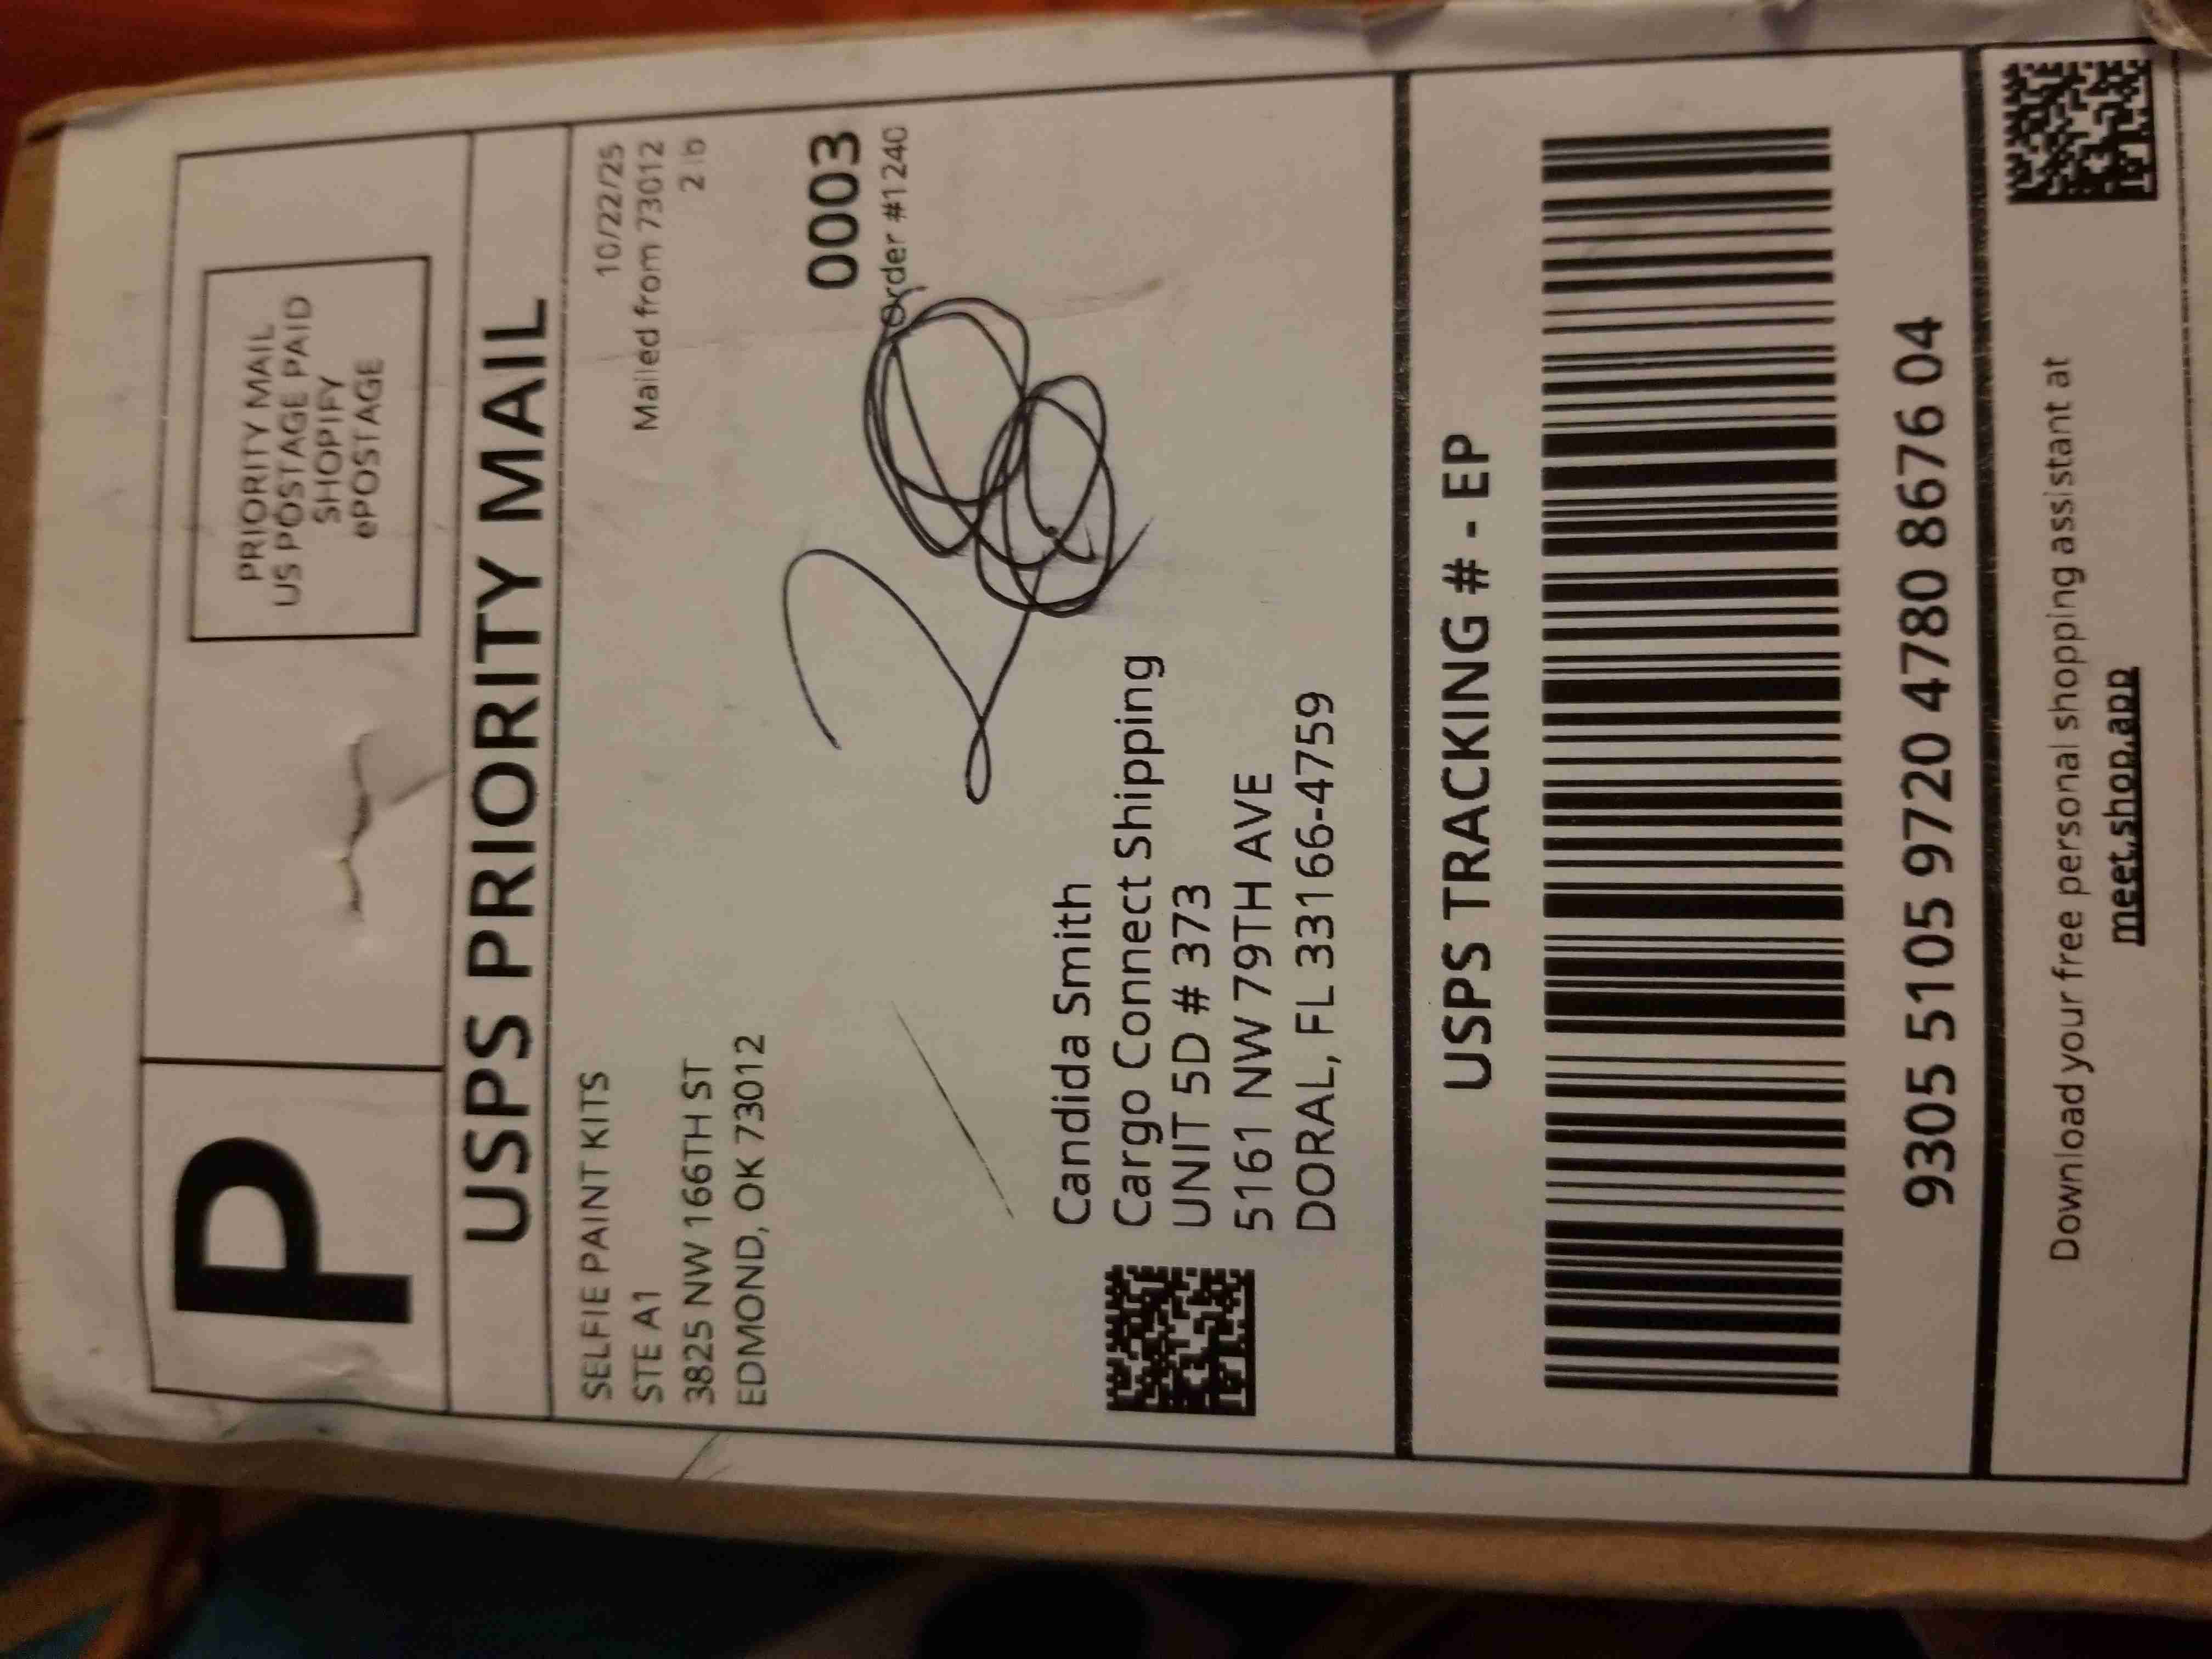 P
PRIORITY MAIL
US POSTAGE PAID
SHOPIFY
ePOSTAGE
USPS PRIORITY MAIL
SELFIE PAINT KITS
STE A1
3825 NW 166TH ST
EDMOND, OK 73012
10/22/25
Mailed from 73012
2 lb
0003
Order #1240
Candida Smith
Cargo Connect Shipping
UNIT 5D # 373
5161 NW 79TH AVE
DORAL, FL 33166-4759
USPS TRACKING # - EP
9305 5105 9720 4780 8676 04
Download your free personal shopping assistant at
meet.shop.app